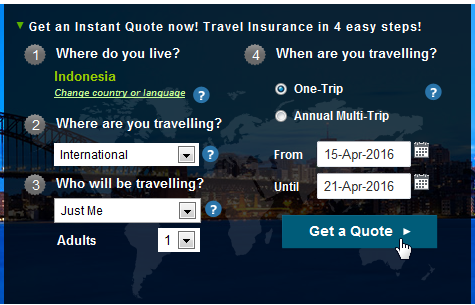 Get an Instant Quote now! Travel Insurance in 4 easy steps!
1 Where do you live?
Indonesia
Change country or language ?
2 Where are you travelling?
International ?
3 Who will be travelling?
Just Me ?
Adults 1
4 When are you travelling?
One-Trip ?
Annual Multi-Trip
From 15-Apr-2016
Until 21-Apr-2016
Get a Quote